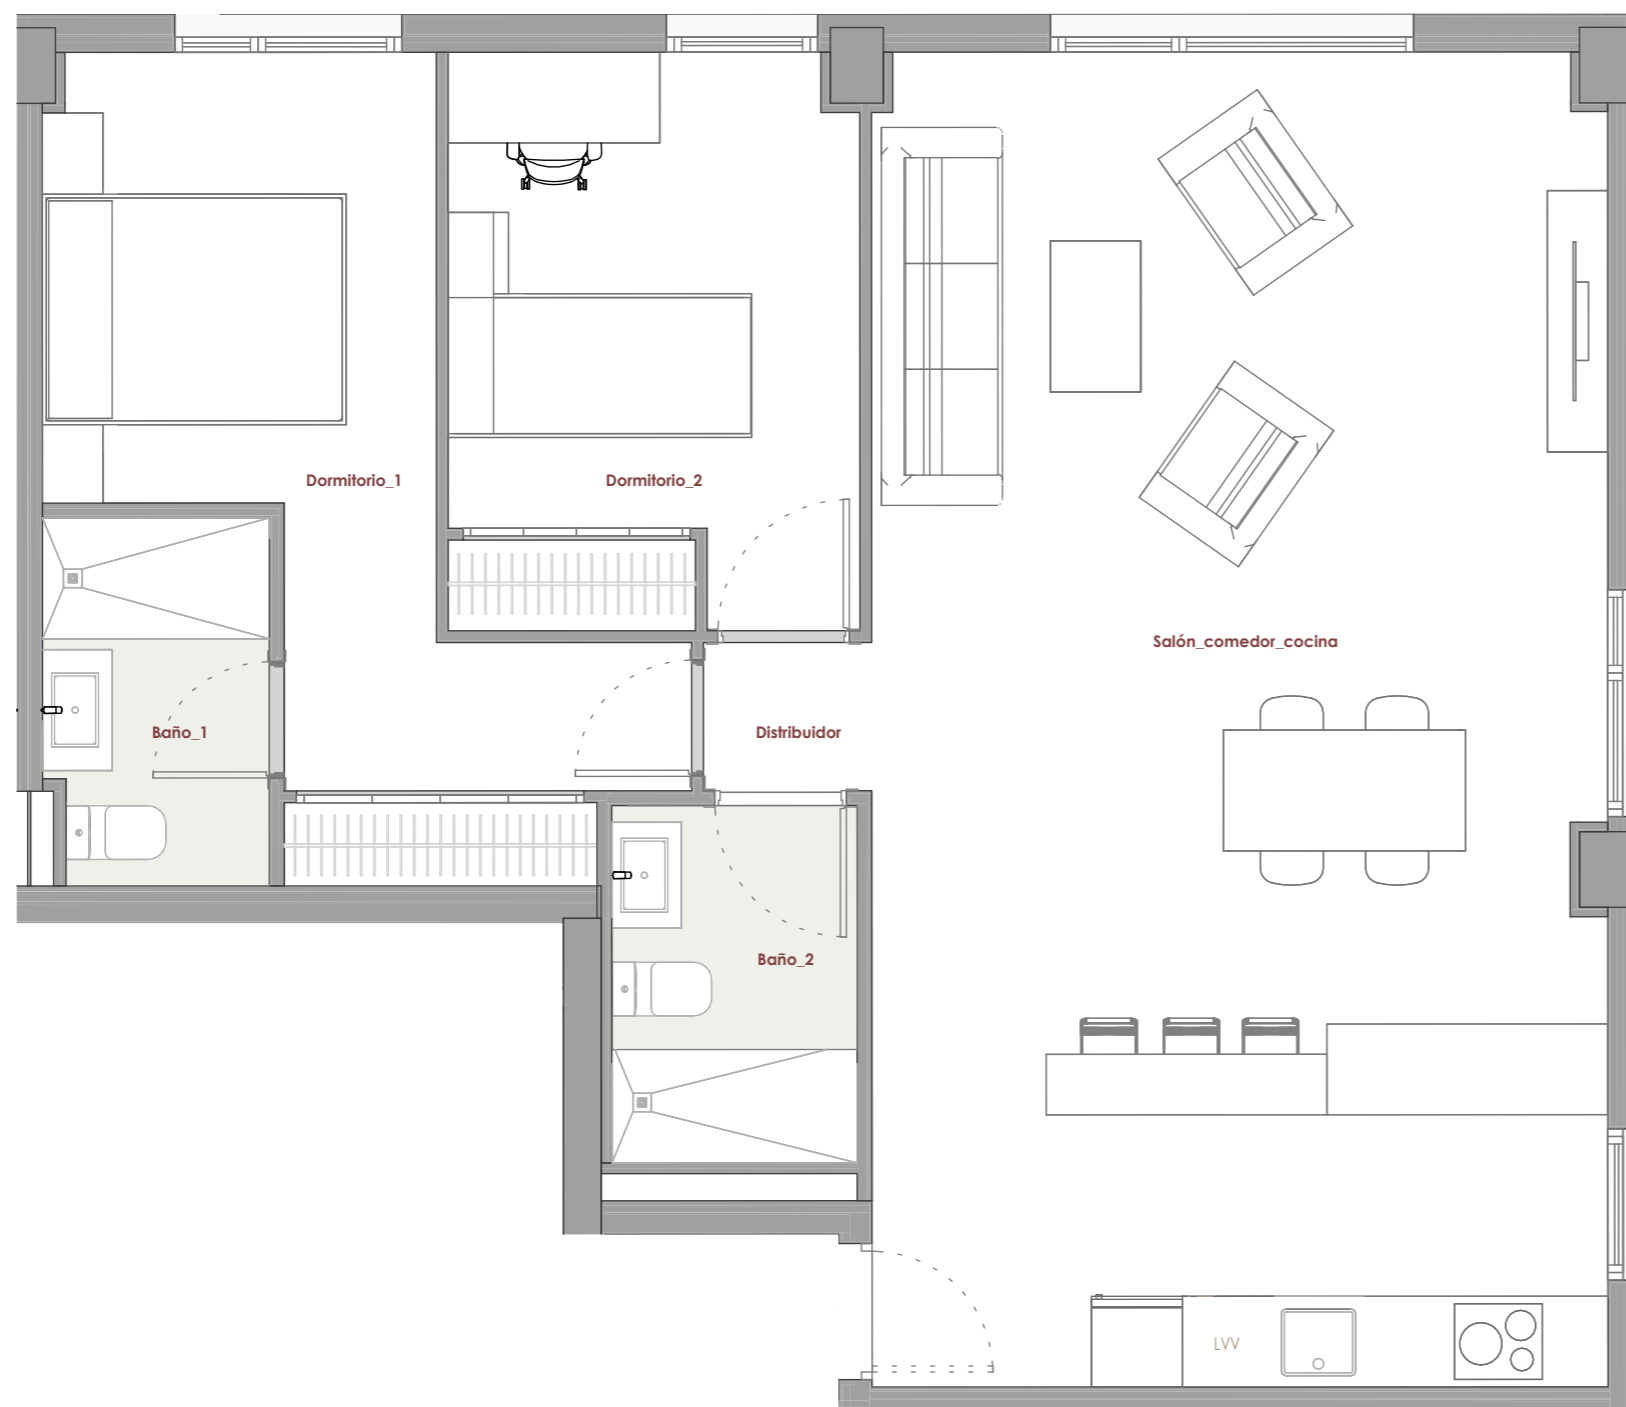 Dormitorio_1
Dormitorio_2
Salón_comedor_cocina
Baño_1
Distribuidor
Baño_2
LVV